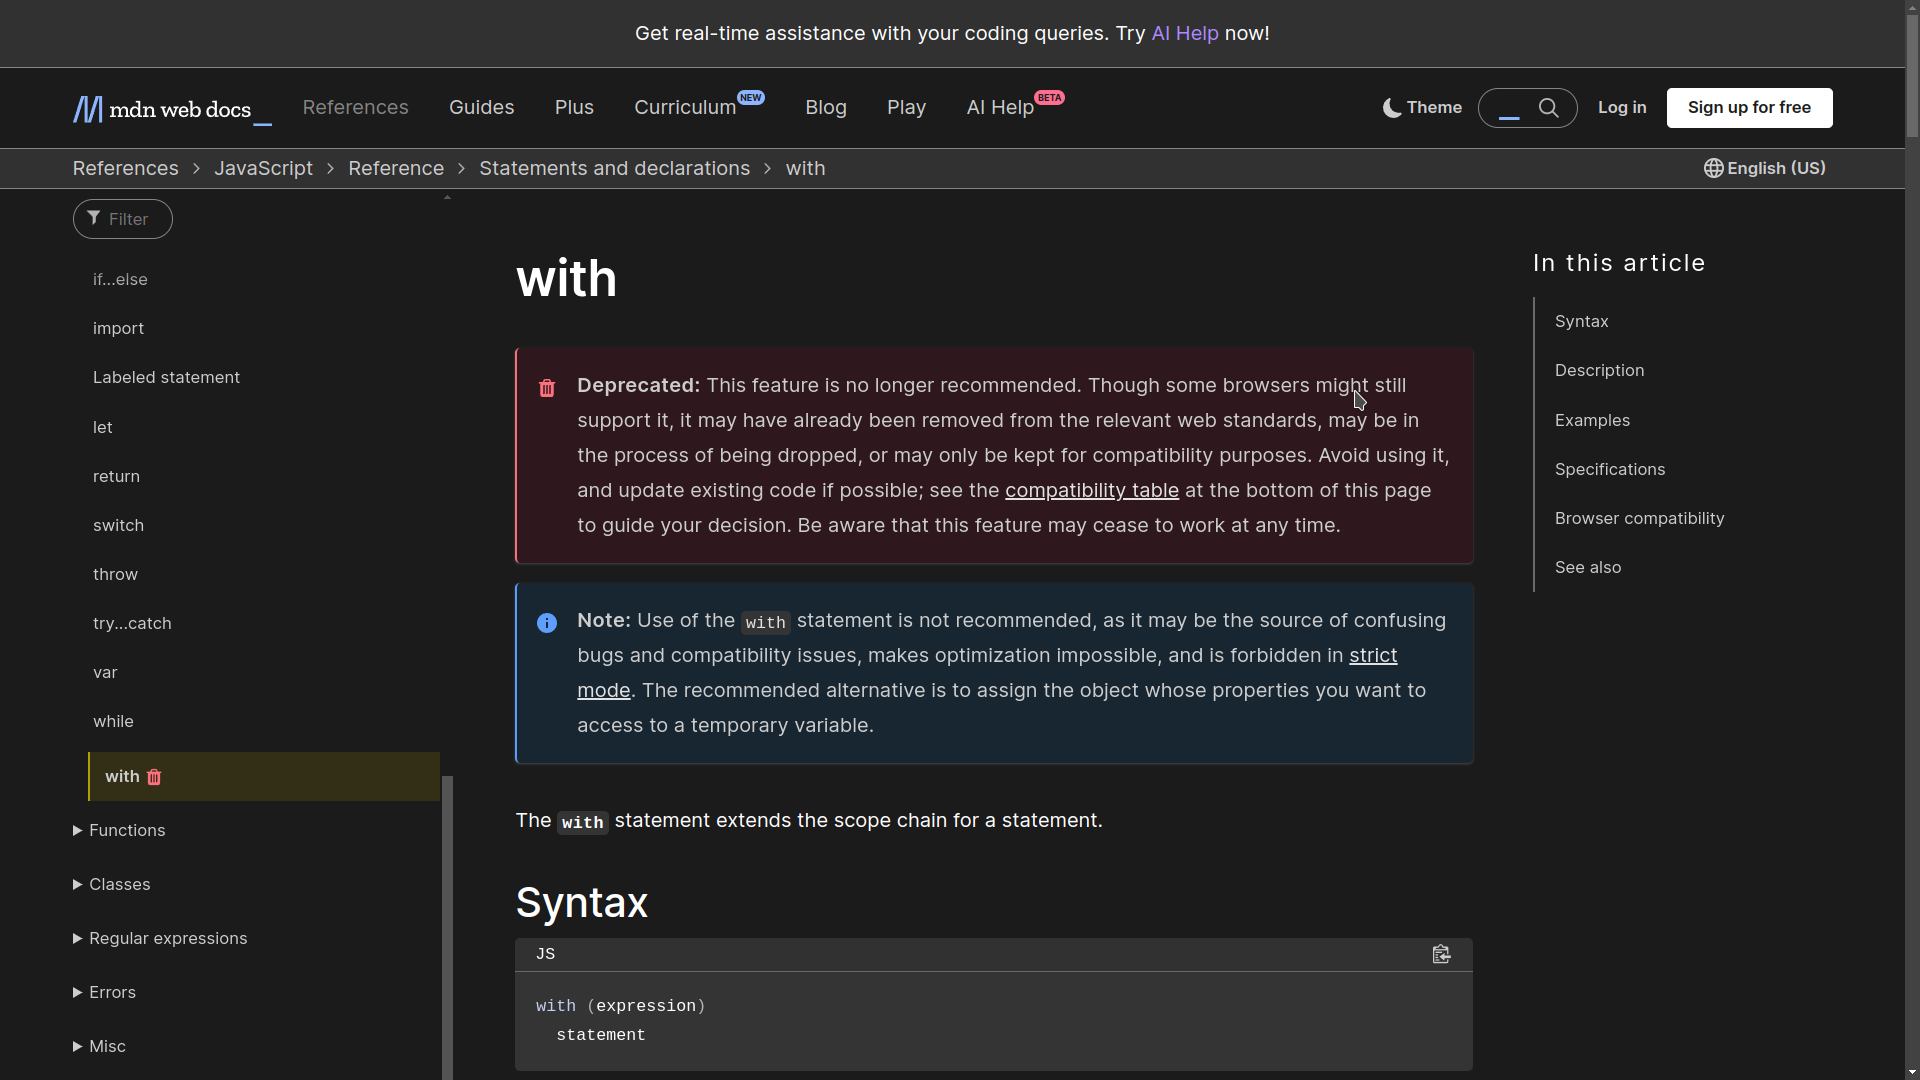 Get real-time assistance with your coding queries. Try AI Help now!
mdn web docs_
References
Guides
Plus
Curriculum NEW
Blog
Play
AI Help BETA
Theme
Log in
Sign up for free
References > JavaScript > Reference > Statements and declarations > with
English (US)
Filter
if...else
import
Labeled statement
let
return
switch
throw
try...catch
var
while
with
Functions
Classes
Regular expressions
Errors
Misc
with
Deprecated: This feature is no longer recommended. Though some browsers might still
support it, it may have already been removed from the relevant web standards, may be in
the process of being dropped, or may only be kept for compatibility purposes. Avoid using it,
and update existing code if possible; see the compatibility table at the bottom of this page
to guide your decision. Be aware that this feature may cease to work at any time.
Note: Use of the with statement is not recommended, as it may be the source of confusing
bugs and compatibility issues, makes optimization impossible, and is forbidden in strict
mode. The recommended alternative is to assign the object whose properties you want to
access to a temporary variable.
The with statement extends the scope chain for a statement.
Syntax
JS
with (expression)
  statement
In this article
Syntax
Description
Examples
Specifications
Browser compatibility
See also